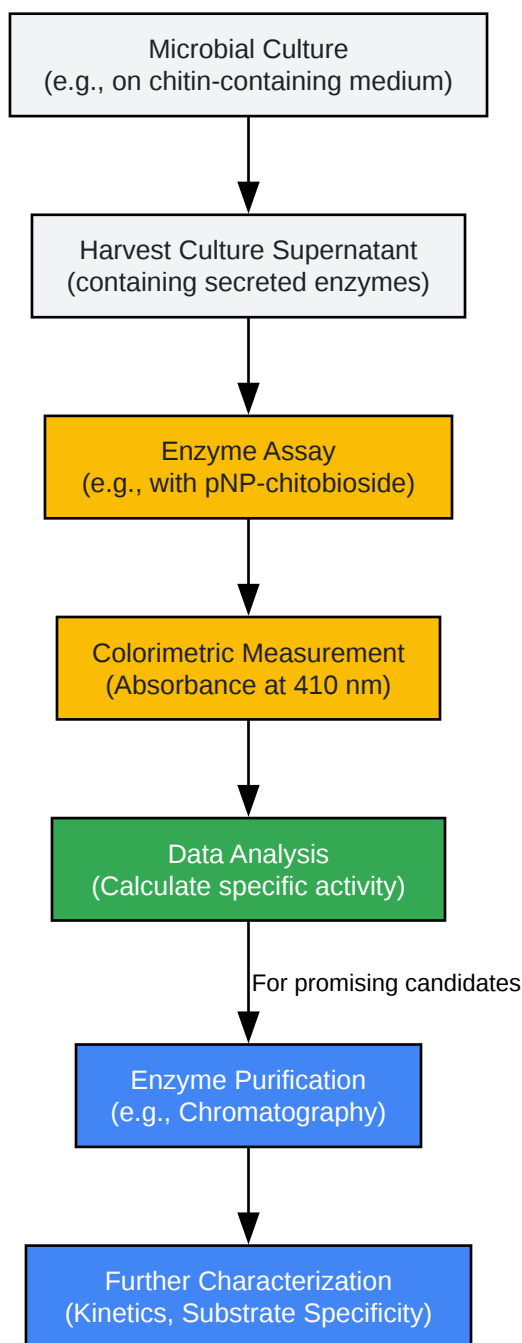 Microbial Culture
(e.g., on chitin-containing medium)
Harvest Culture Supernatant
(containing secreted enzymes)
Enzyme Assay
(e.g., with pNP-chitobioside)
Colorimetric Measurement
(Absorbance at 410 nm)
Data Analysis
(Calculate specific activity)
For promising candidates
Enzyme Purification
(e.g., Chromatography)
Further Characterization
(Kinetics, Substrate Specificity)